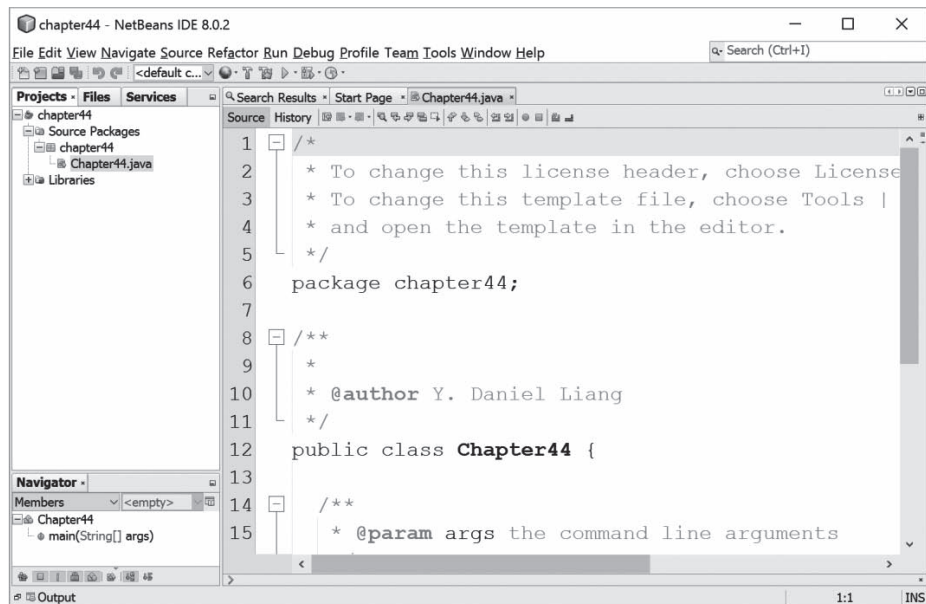 chapter44 - NetBeans IDE 8.0.2
File Edit View Navigate Source Refactor Run Debug Profile Team Tools Window Help
Search (Ctrl+I)
<default c...
Projects Files Services
chapter44
Source Packages
chapter44
Chapter44.java
Libraries
Search Results Start Page Chapter44.java
Source History
1 /*
2 * To change this license header, choose License
3 * To change this template file, choose Tools |
4 * and open the template in the editor.
5 */
6 package chapter44;
7
8 /**
9 *
10 * @author Y. Daniel Liang
11 */
12 public class Chapter44 {
13
14 /**
15 * @param args the command line arguments
Navigator
Members <empty>
Chapter44
main(String[] args)
Output
1:1 INS